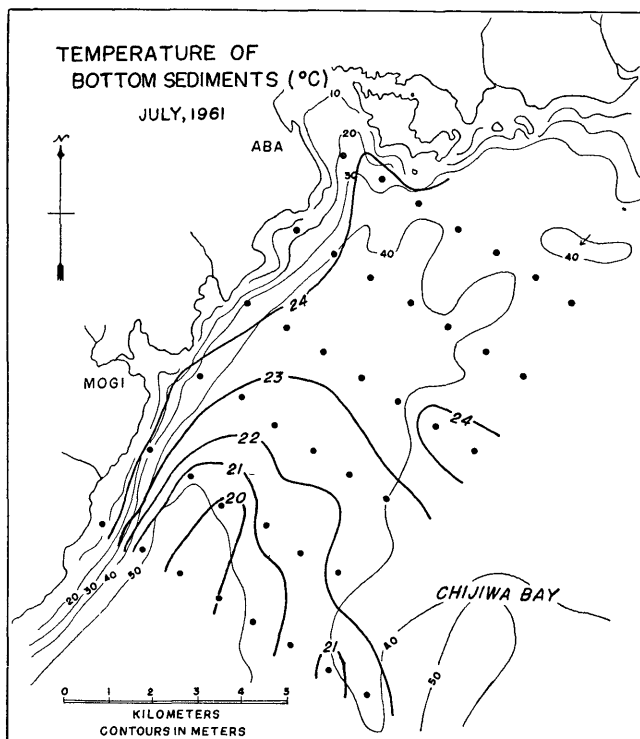 TEMPERATURE OF
BOTTOM SEDIMENTS (°C)
JULY, 1961
N
ABA
10
20
30
40
40
24
MOGI
23
24
22
21
20
20
30
40
50
CHIJIWA BAY
21
40
50
0 1 2 3 4 5
KILOMETERS
CONTOURS IN METERS